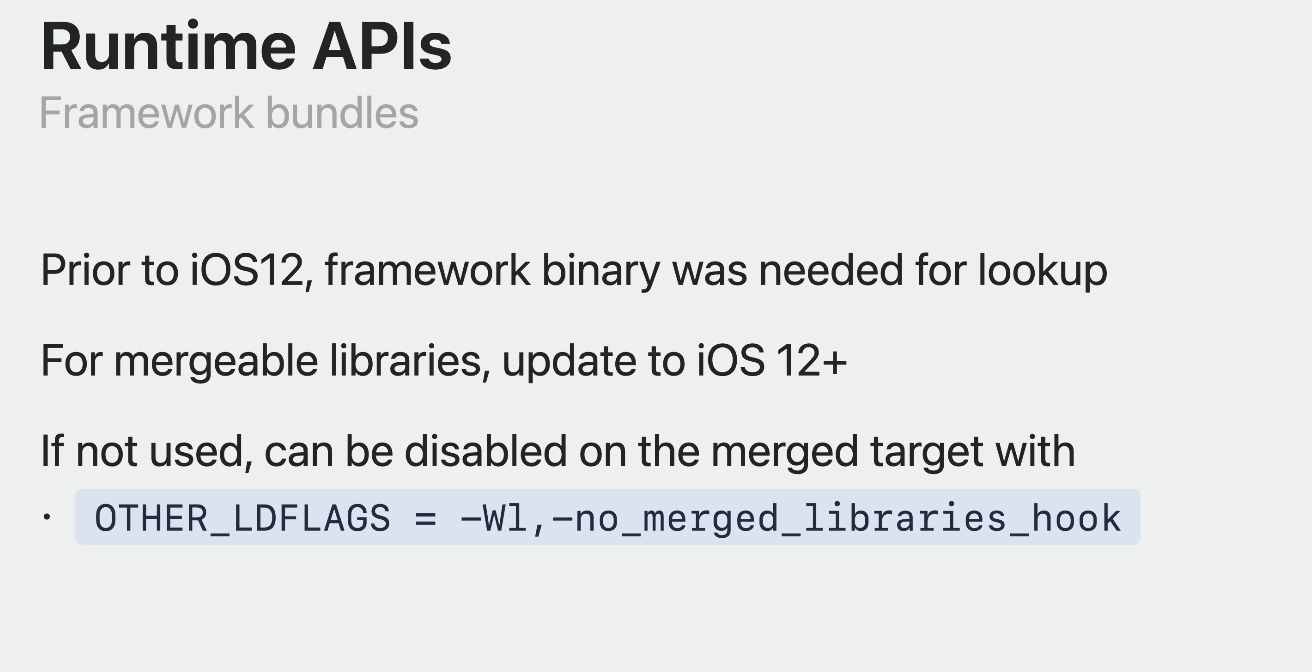 Runtime APIs
Framework bundles
Prior to iOS12, framework binary was needed for lookup
For mergeable libraries, update to iOS 12+
If not used, can be disabled on the merged target with
· OTHER_LDFLAGS = -Wl,-no_merged_libraries_hook